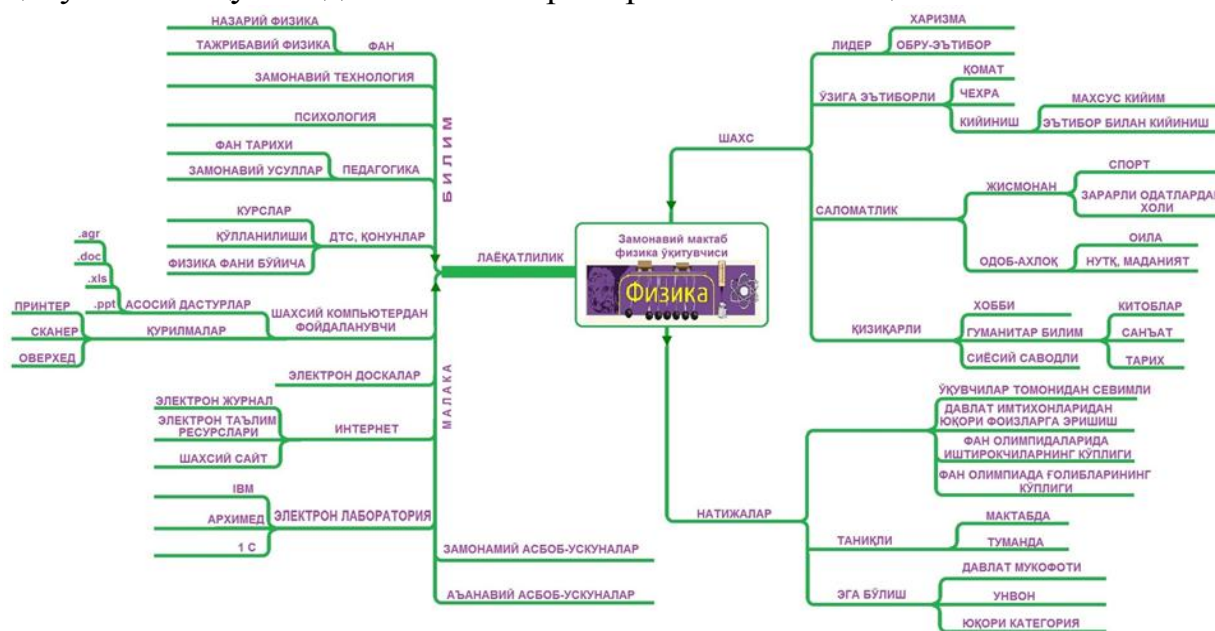 НАЗАРИЙ ФИЗИКА
ТАЖРИБАВИЙ ФИЗИКА
ФАН
ЗАМОНАВИЙ ТЕХНОЛОГИЯ
ПСИХОЛОГИЯ
ФАН ТАРИХИ
ЗАМОНАВИЙ УСУЛЛАР
ПЕДАГОГИКА
БИЛИМ
КУРСЛАР
ҚЎЛЛАНИЛИШИ
ФИЗИКА ФАНИ БЎЙИЧА
ДТС, ҚОНУНЛАР
ЛАЁҚАТЛИЛИК
.agr
.doc
.xls
.ppt
АСОСИЙ ДАСТУРЛАР
ПРИНТЕР
СКАНЕР
ОВЕРХЕД
ҚУРИЛМАЛАР
ШАХСИЙ КОМПЬЮТЕРДАН
ФОЙДАЛАНУВЧИ
ЭЛЕКТРОН ДОСКАЛАР
МАЛАКА
ЭЛЕКТРОН ЖУРНАЛ
ЭЛЕКТРОН ТАЪЛИМ
РЕСУРСЛАРИ
ШАХСИЙ САЙТ
ИНТЕРНЕТ
IBM
АРХИМЕД
1 С
ЭЛЕКТРОН ЛАБОРАТОРИЯ
ЗАМОНАМИЙ АСБОБ-УСКУНАЛАР
АЪАНАВИЙ АСБОБ-УСКУНАЛАР
Замонавий мактаб
физика ўқитувчиси
Физика
ШАХС
ЛИДЕР
ХАРИЗМА
ОБРУ-ЭЪТИБОР
ЎЗИГА ЭЪТИБОРЛИ
ҚОМАТ
ЧЕХРА
КИЙИНИШ
МАХСУС КИЙИМ
ЭЪТИБОР БИЛАН КИЙИНИШ
САЛОМАТЛИК
ЖИСМОНАН
СПОРТ
ЗАРАРЛИ ОДАТЛАРДА
ХОЛИ
ОДОБ-АХЛОҚ
ОИЛА
НУТҚ, МАДАНИЯТ
ҚИЗИҚАРЛИ
ХОББИ
ГУМАНИТАР БИЛИМ
СИЁСИЙ САВОДЛИ
КИТОБЛАР
САНЪАТ
ТАРИХ
НАТИЖАЛАР
ЎҚУВЧИЛАР ТОМОНИДАН СЕВИМЛИ
ДАВЛАТ ИМТИХОНЛАРИДАН
ЮҚОРИ ФОИЗЛАРГА ЭРИШИШ
ФАН ОЛИМПИДАЛАРИДА
ИШТИРОКЧИЛАРНИНГ КЎПЛИГИ
ФАН ОЛИМПИАДА ҒОЛИБЛАРИНИНГ
КЎПЛИГИ
ТАНИҚЛИ
МАКТАБДА
ТУМАНДА
ЭГА БЎЛИШ
ДАВЛАТ МУКОФОТИ
УНВОН
ЮҚОРИ КАТЕГОРИЯ